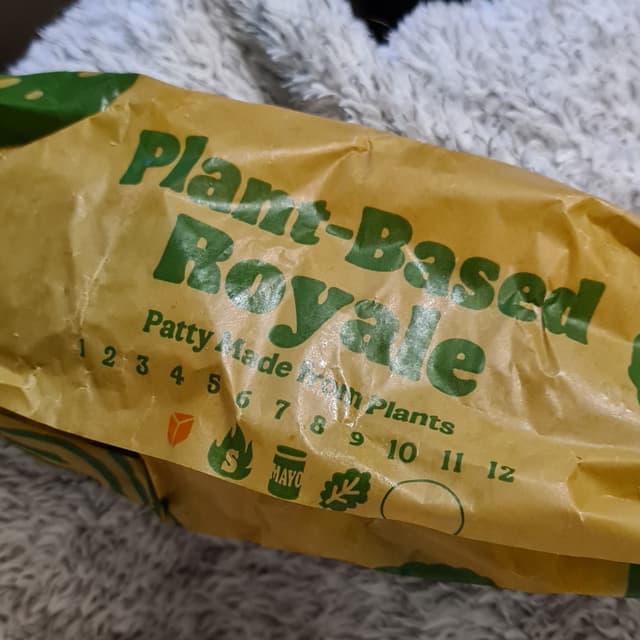 Plant-Based
Royale
Patty Made from Plants
1 2 3 4 5 6 7 8 9 10 11 12
S MAYO